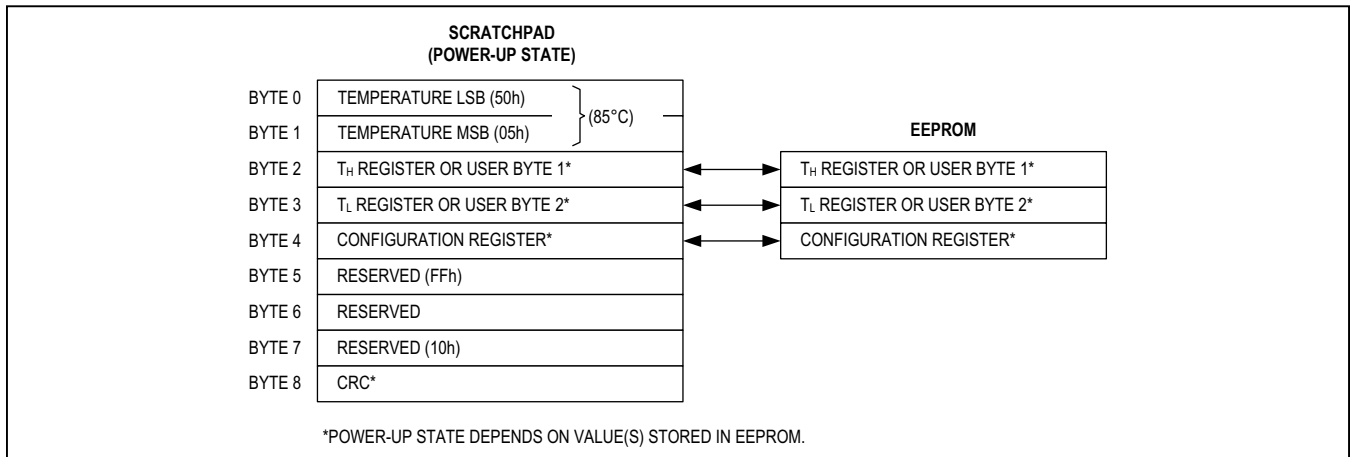 SCRATCHPAD
(POWER-UP STATE)
BYTE 0 TEMPERATURE LSB (50h)
(85°C)
BYTE 1 TEMPERATURE MSB (05h)
EEPROM
BYTE 2 TH REGISTER OR USER BYTE 1* TH REGISTER OR USER BYTE 1*
BYTE 3 TL REGISTER OR USER BYTE 2* TL REGISTER OR USER BYTE 2*
BYTE 4 CONFIGURATION REGISTER* CONFIGURATION REGISTER*
BYTE 5 RESERVED (FFh)
BYTE 6 RESERVED
BYTE 7 RESERVED (10h)
BYTE 8 CRC*
*POWER-UP STATE DEPENDS ON VALUE(S) STORED IN EEPROM.